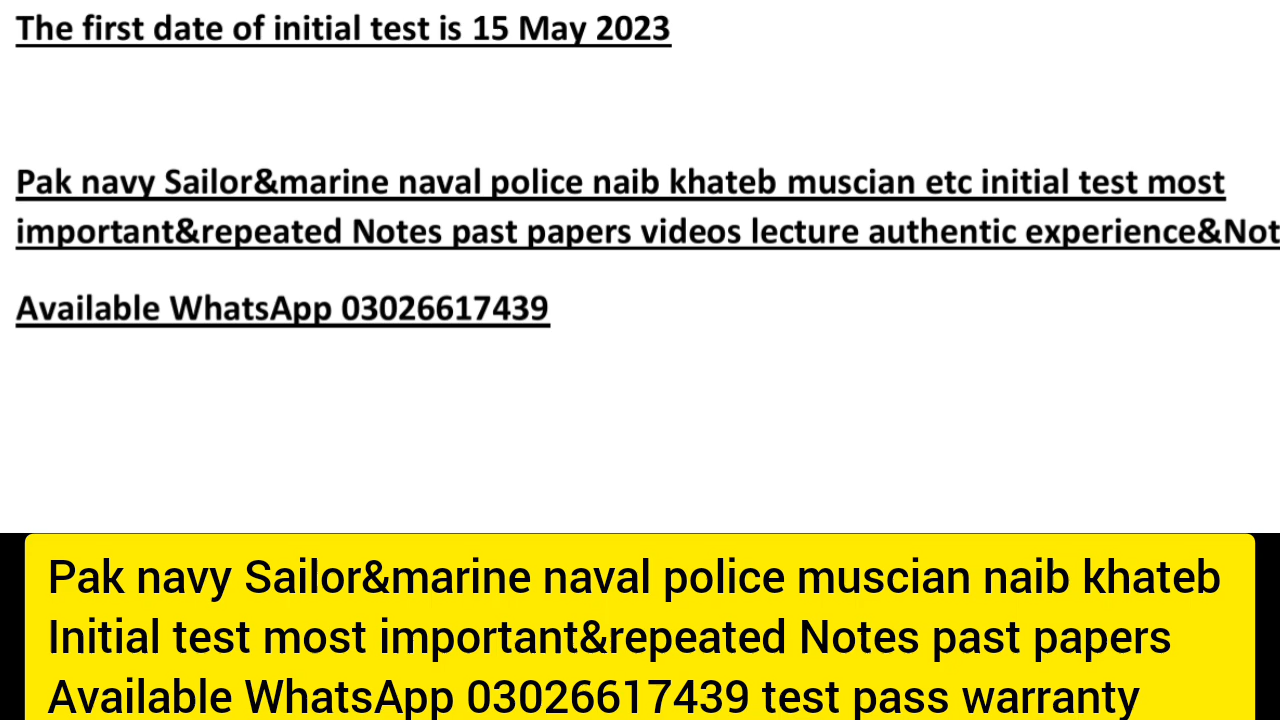 The first date of initial test is 15 May 2023
Pak navy Sailor&marine naval police naib khateb muscian etc initial test most
important&repeated Notes past papers videos lecture authentic experience&Not
Available WhatsApp 03026617439
Pak navy Sailor&marine naval police muscian naib khateb
Initial test most important&repeated Notes past papers
Available WhatsApp 03026617439 test pass warranty